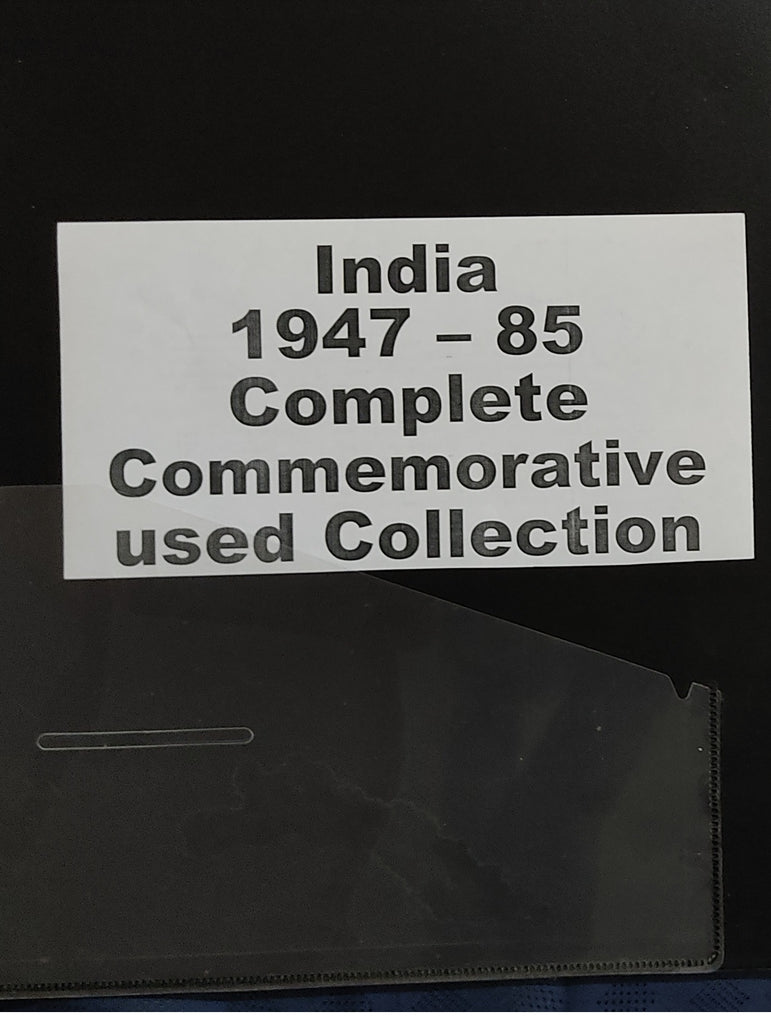 India
1947 – 85
Complete
Commemorative
used Collection